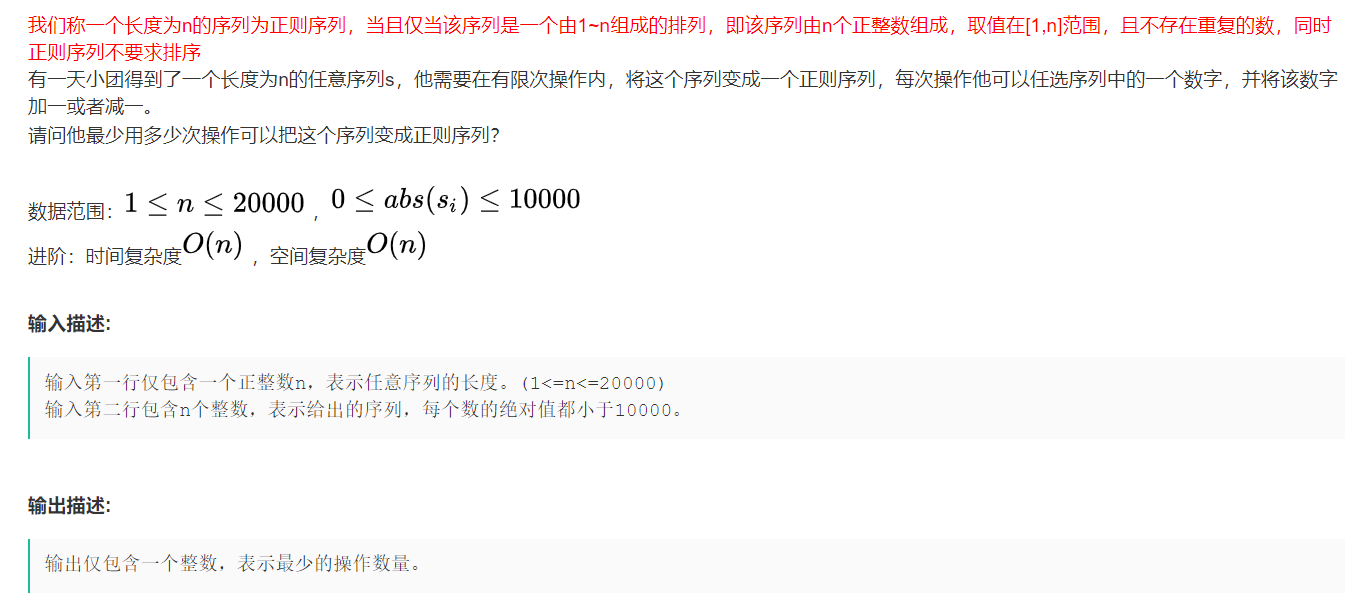 我们称一个长度为n的序列为正则序列，当且仅当该序列是一个由1~n组成的排列，即该序列由n个正整数组成，取值在[1,n]范围，且不存在重复的数，同时
正则序列不要求排序
有一天小团得到了一个长度为n的任意序列s，他需要在有限次操作内，将这个序列变成一个正则序列，每次操作他可以任选序列中的一个数字，并将该数字
加一或者减一。
请问他最少用多少次操作可以把这个序列变成正则序列？
数据范围：1 ≤ n ≤ 20000 ，0 ≤ abs(s_i) ≤ 10000
进阶：时间复杂度O(n) ，空间复杂度O(n)
输入描述:
输入第一行仅包含一个正整数n，表示任意序列的长度。(1<=n<=20000)
输入第二行包含n个整数，表示给出的序列，每个数的绝对值都小于10000。
输出描述:
输出仅包含一个整数，表示最少的操作数量。